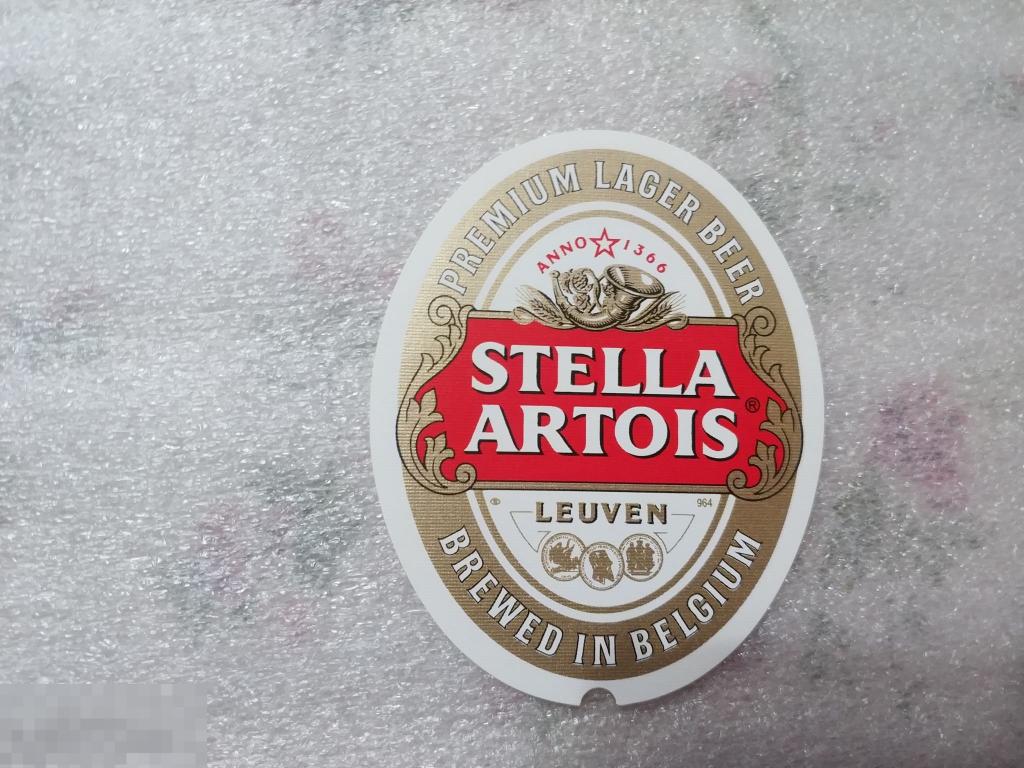 PREMIUM LAGER BEER
ANNO 1366
STELLA
ARTOIS
®
964
LEUVEN
BREWED IN BELGIUM